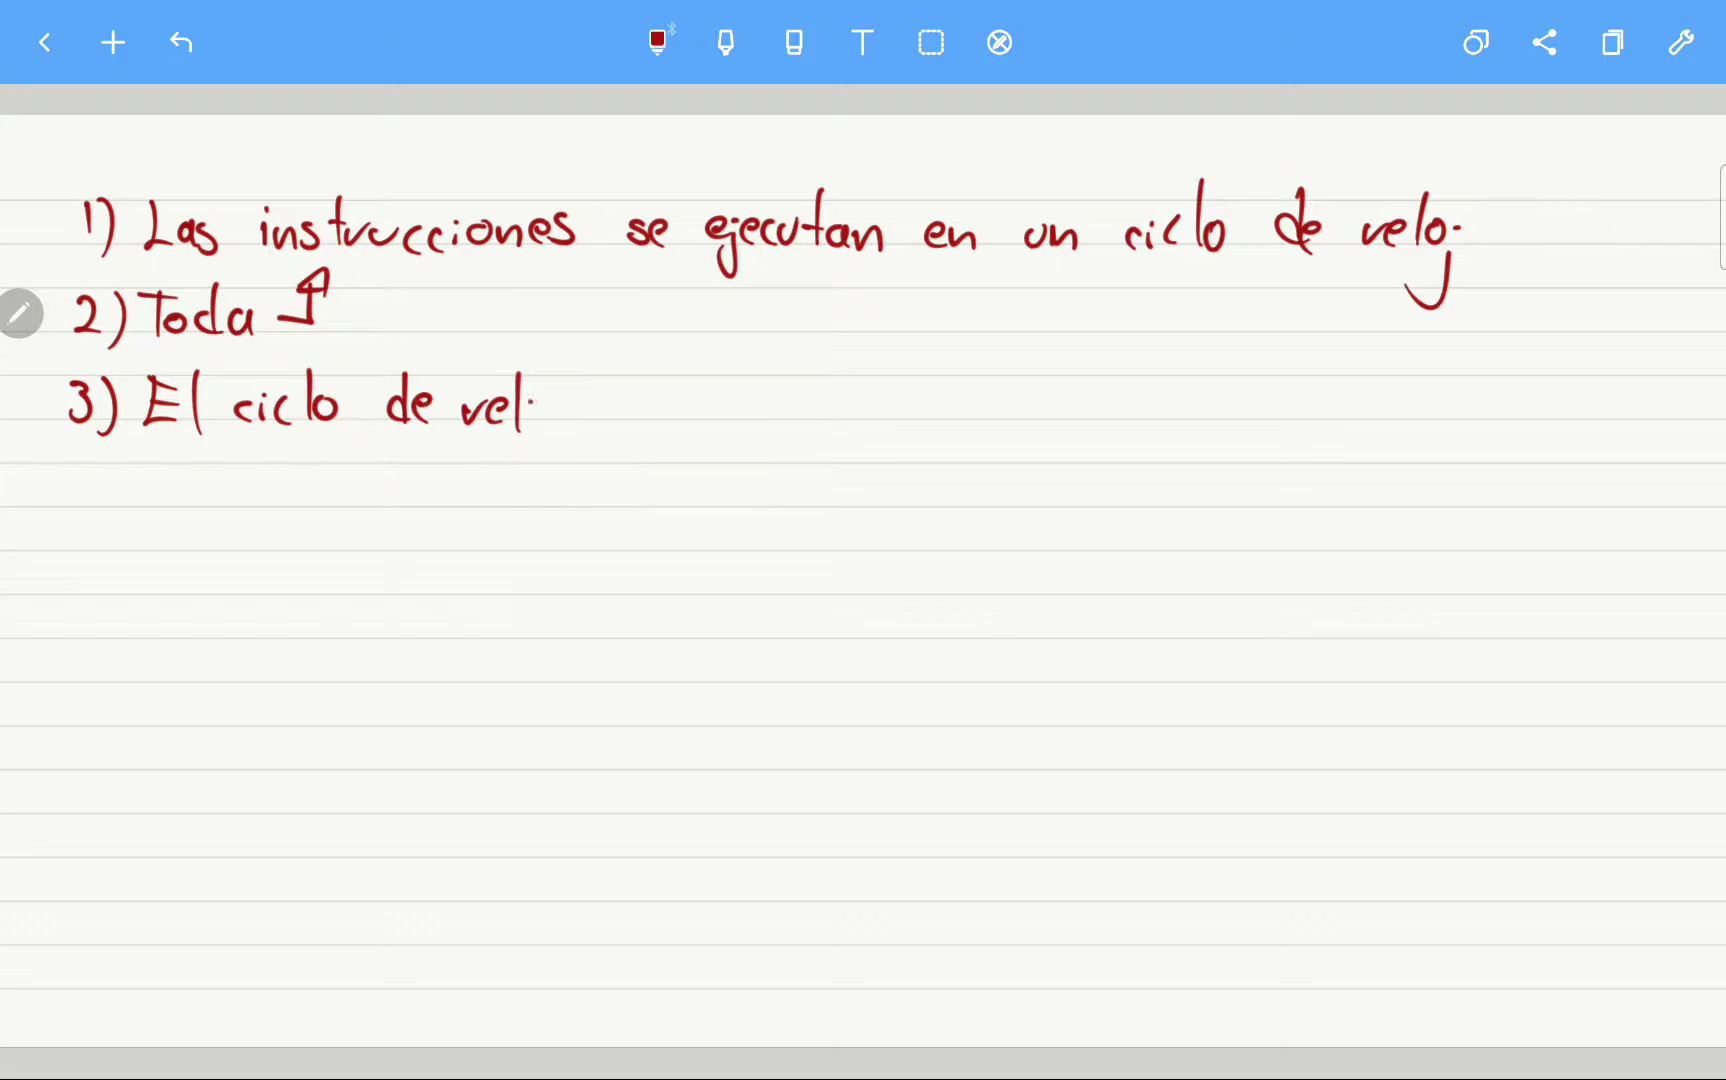 1) Las instrucciones se ejecutan en un ciclo de reloj
2) Toda
3) El ciclo de rel